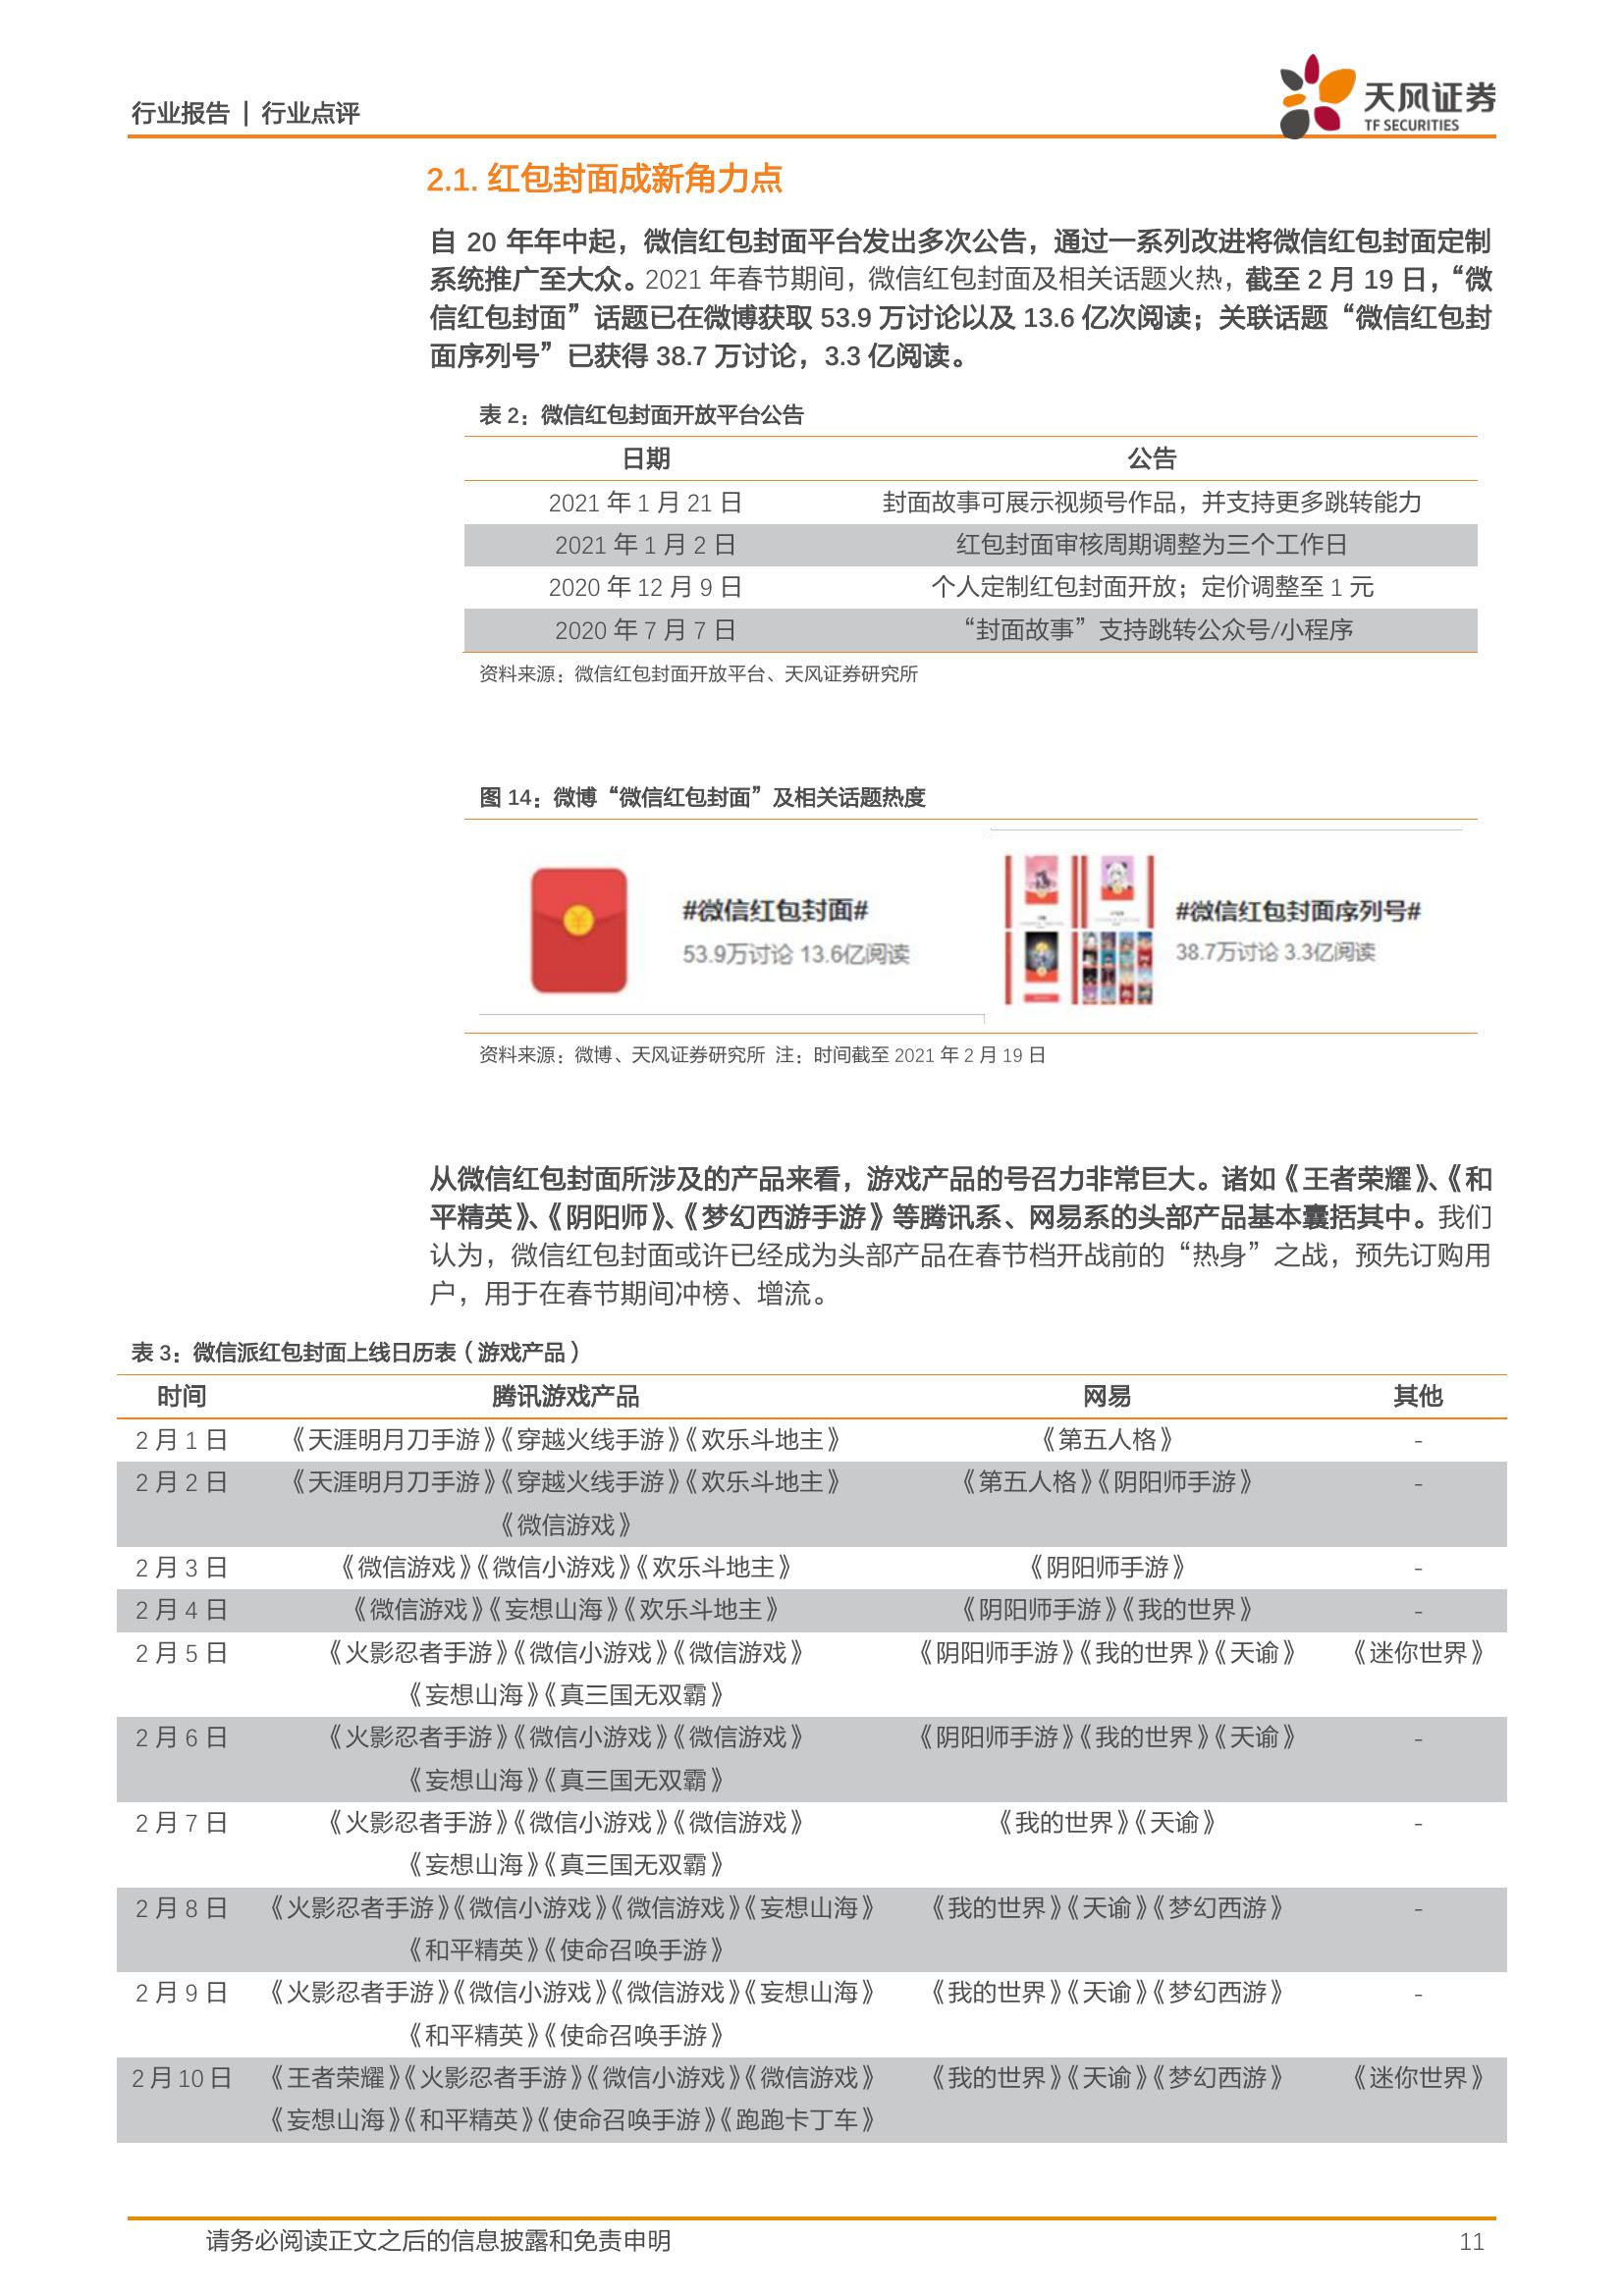 行业报告 | 行业点评
天风证券
TF SECURITIES
2.1. 红包封面成新角力点
自 20 年年中起，微信红包封面平台发出多次公告，通过一系列改进将微信红包封面定制
系统推广至大众。2021 年春节期间，微信红包封面及相关话题火热，截至 2 月 19 日，“微
信红包封面”话题已在微博获取 53.9 万讨论以及 13.6 亿次阅读；关联话题“微信红包封
面序列号”已获得 38.7 万讨论，3.3 亿阅读。
表 2：微信红包封面开放平台公告
日期 公告
2021 年 1 月 21 日 封面故事可展示视频号作品，并支持更多跳转能力
2021 年 1 月 2 日 红包封面审核周期调整为三个工作日
2020 年 12 月 9 日 个人定制红包封面开放；定价调整至 1 元
2020 年 7 月 7 日 “封面故事”支持跳转公众号/小程序
资料来源：微信红包封面开放平台、天风证券研究所
图 14：微博“微信红包封面”及相关话题热度
#微信红包封面#
53.9万讨论 13.6亿阅读
#微信红包封面序列号#
38.7万讨论 3.3亿阅读
资料来源：微博、天风证券研究所 注：时间截至 2021 年 2 月 19 日
从微信红包封面所涉及的产品来看，游戏产品的号召力非常巨大。诸如《王者荣耀》、《和
平精英》、《阴阳师》、《梦幻西游手游》等腾讯系、网易系的头部产品基本囊括其中。我们
认为，微信红包封面或许已经成为头部产品在春节档开战前的“热身”之战，预先订购用
户，用于在春节期间冲榜、增流。
表 3：微信派红包封面上线日历表（游戏产品）
时间 腾讯游戏产品 网易 其他
2 月 1 日 《天涯明月刀手游》《穿越火线手游》《欢乐斗地主》 《第五人格》 -
2 月 2 日 《天涯明月刀手游》《穿越火线手游》《欢乐斗地主》 《第五人格》《阴阳师手游》 -
《微信游戏》
2 月 3 日 《微信游戏》《微信小游戏》《欢乐斗地主》 《阴阳师手游》 -
2 月 4 日 《微信游戏》《妄想山海》《欢乐斗地主》 《阴阳师手游》《我的世界》 -
2 月 5 日 《火影忍者手游》《微信小游戏》《微信游戏》 《阴阳师手游》《我的世界》《天谕》 《迷你世界》
《妄想山海》《真三国无双霸》
2 月 6 日 《火影忍者手游》《微信小游戏》《微信游戏》 《阴阳师手游》《我的世界》《天谕》 -
《妄想山海》《真三国无双霸》
2 月 7 日 《火影忍者手游》《微信小游戏》《微信游戏》 《我的世界》《天谕》 -
《妄想山海》《真三国无双霸》
2 月 8 日 《火影忍者手游》《微信小游戏》《微信游戏》《妄想山海》 《我的世界》《天谕》《梦幻西游》 -
《和平精英》《使命召唤手游》
2 月 9 日 《火影忍者手游》《微信小游戏》《微信游戏》《妄想山海》 《我的世界》《天谕》《梦幻西游》 -
《和平精英》《使命召唤手游》
2 月 10 日 《王者荣耀》《火影忍者手游》《微信小游戏》《微信游戏》 《我的世界》《天谕》《梦幻西游》 《迷你世界》
《妄想山海》《和平精英》《使命召唤手游》《跑跑卡丁车》
请务必阅读正文之后的信息披露和免责申明 11